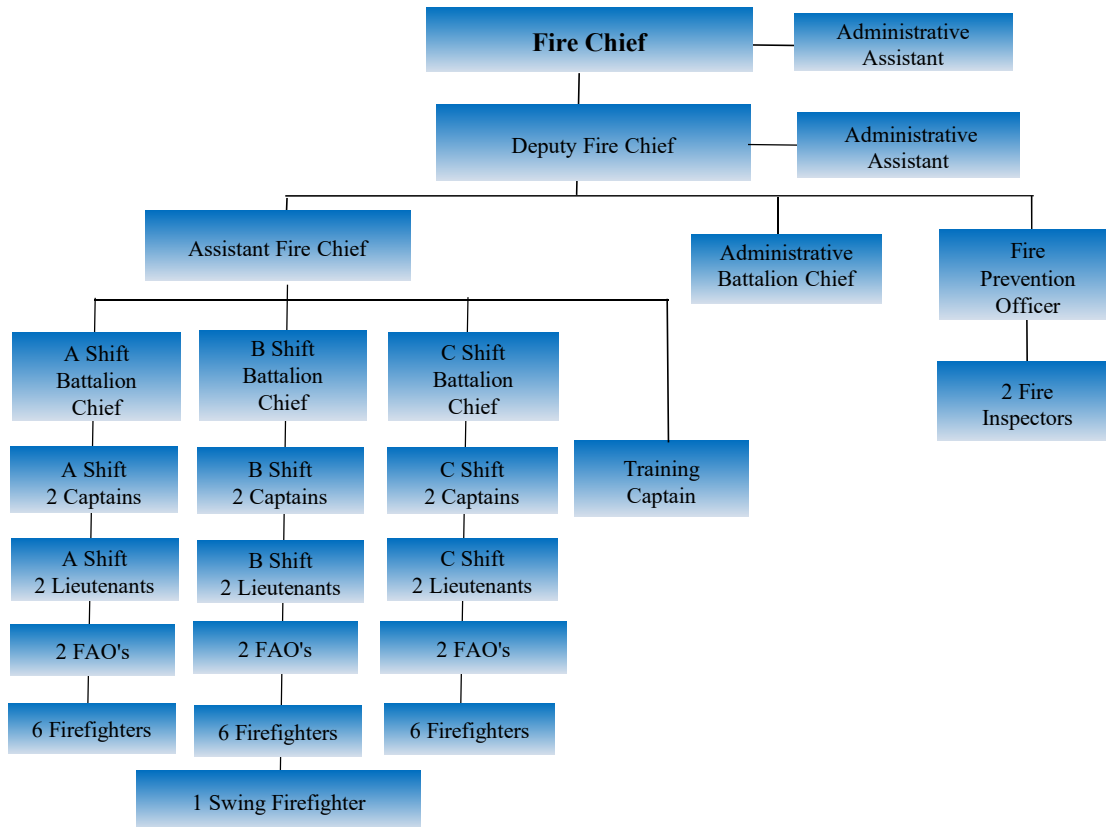 Fire Chief
Administrative
Assistant
Deputy Fire Chief
Administrative
Assistant
Assistant Fire Chief
Administrative
Battalion Chief
Fire
Prevention
Officer
A Shift
Battalion
Chief
B Shift
Battalion
Chief
C Shift
Battalion
Chief
2 Fire
Inspectors
A Shift
2 Captains
B Shift
2 Captains
C Shift
2 Captains
Training
Captain
A Shift
2 Lieutenants
B Shift
2 Lieutenants
C Shift
2 Lieutenants
2 FAO's
2 FAO's
2 FAO's
6 Firefighters
6 Firefighters
6 Firefighters
1 Swing Firefighter